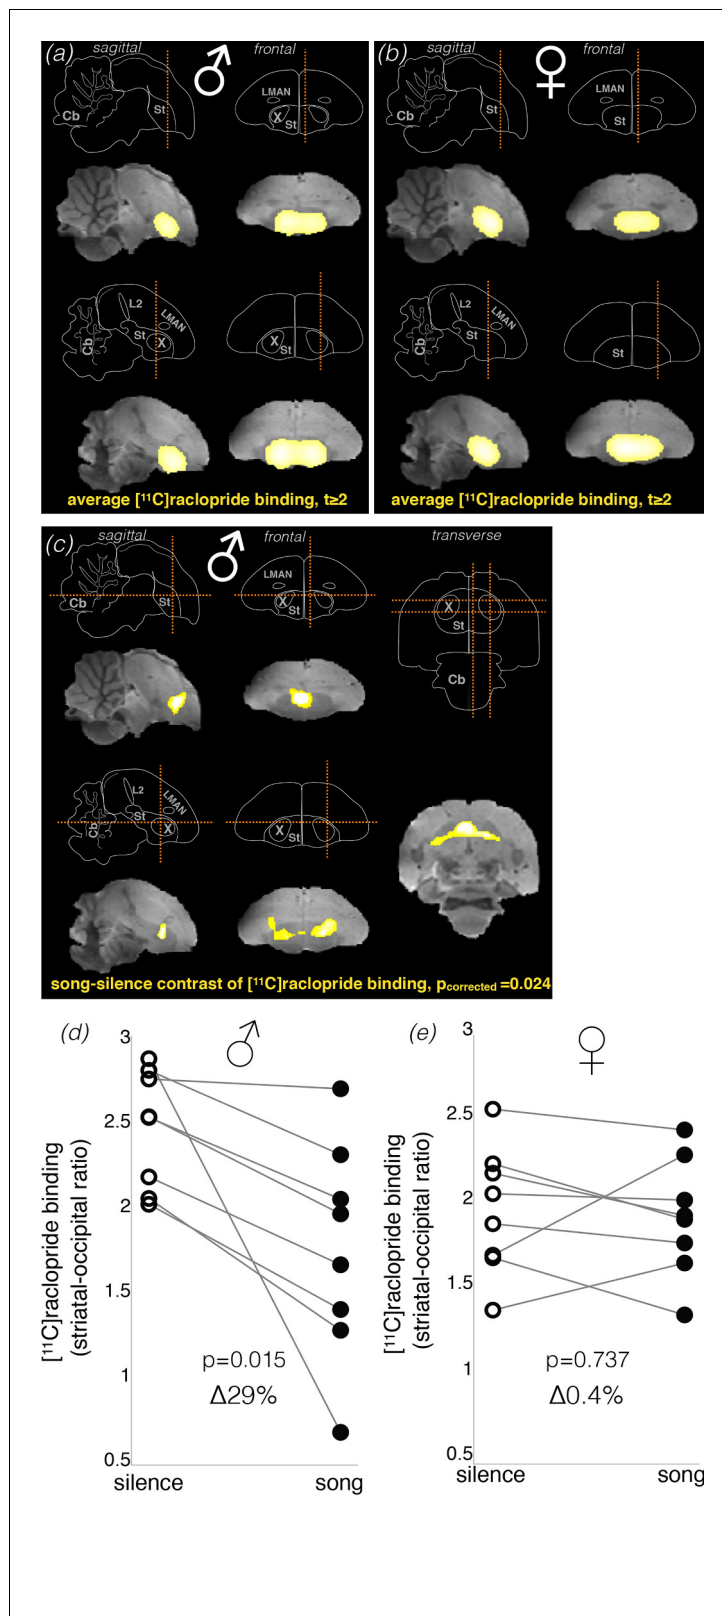 (a) sagittal ♂ frontal
LMAN
Cb St X St
L2
LMAN
Cb St X X St
average [¹¹C]raclopride binding, t≥2
(b) sagittal ♀ frontal
LMAN
Cb St St
L2
LMAN
Cb St St
average [¹¹C]raclopride binding, t≥2
(c) sagittal ♂ frontal transverse
LMAN
Cb St X St
X
St
Cb
L2
LMAN
Cb St X X St
song-silence contrast of [¹¹C]raclopride binding, pcorrected =0.024
(d) ♂
[¹¹C]raclopride binding
(striatal-occipital ratio)
3
2.5
2
1.5
1
0.5
p=0.015
Δ29%
silence song
(e) ♀
[¹¹C]raclopride binding
(striatal-occipital ratio)
3
2.5
2
1.5
1
0.5
p=0.737
Δ0.4%
silence song